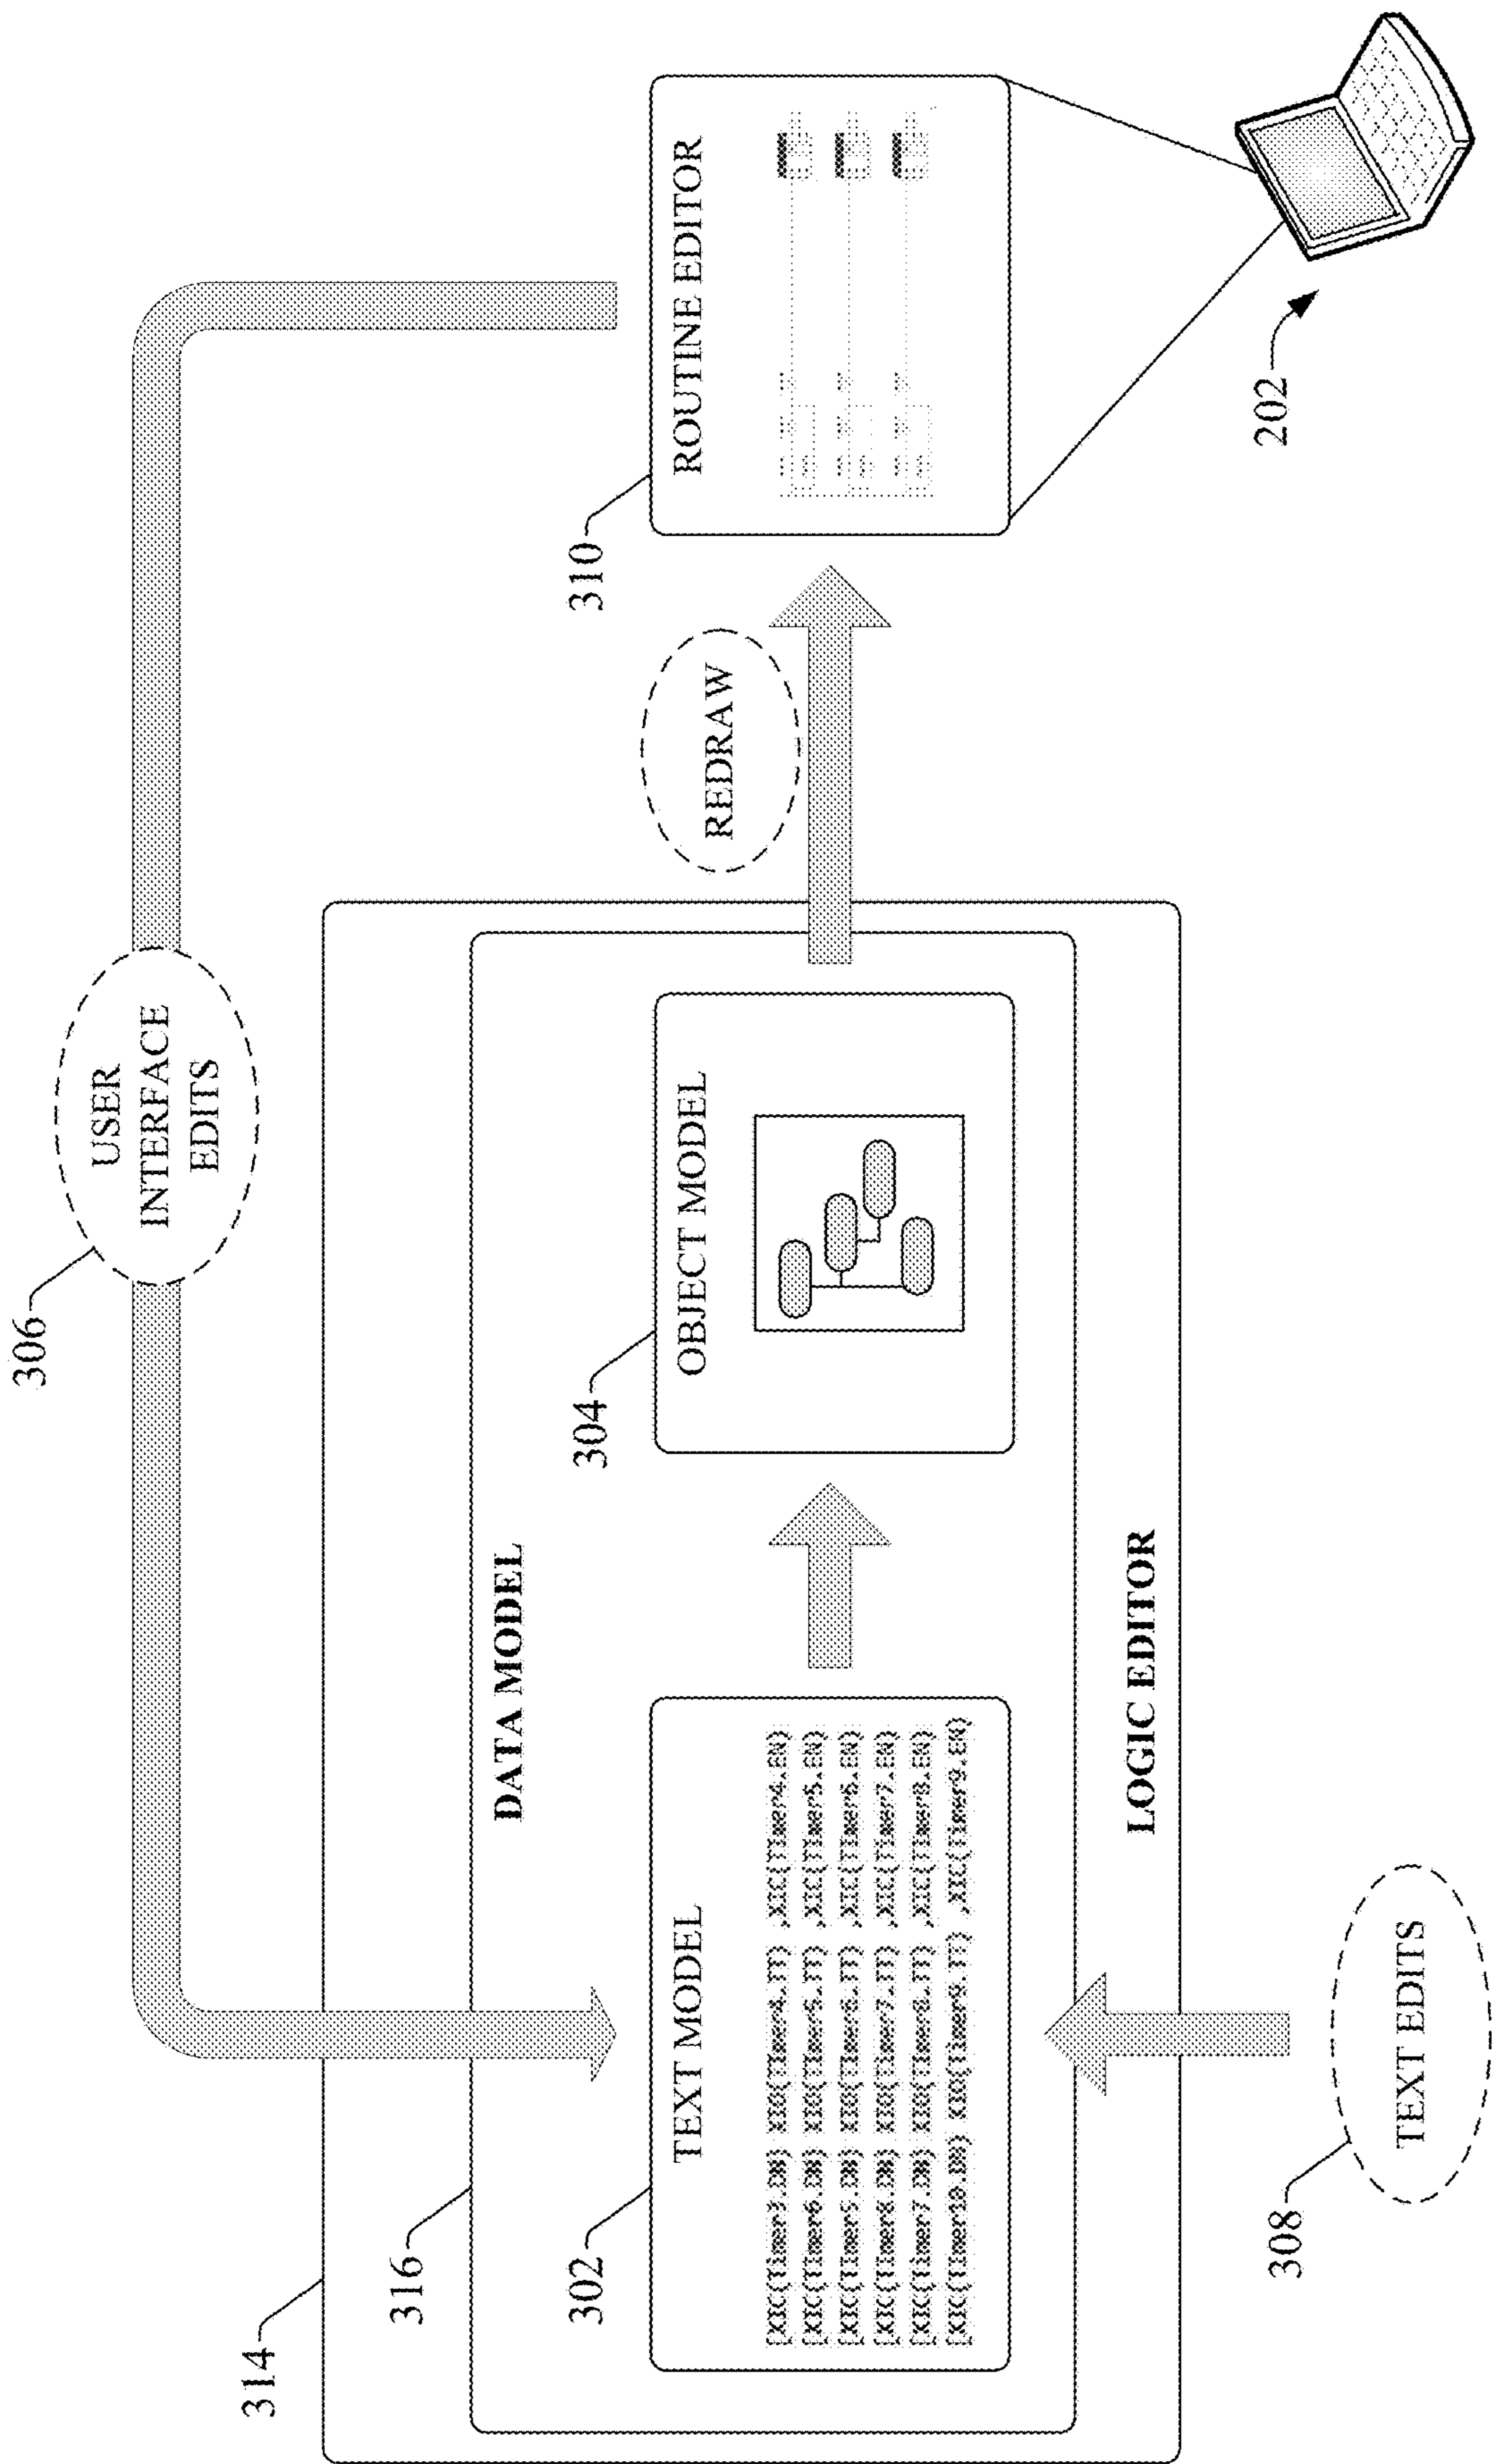 306
USER
INTERFACE
EDITS
314
316
DATA MODEL
302
TEXT MODEL
[XIC(Timer3.DN) XIO(Timer4.TT) ,XIC(Timer4.EN)
[XIC(Timer6.DN) XIO(Timer5.TT) ,XIC(Timer5.EN)
[XIC(Timer5.DN) XIO(Timer6.TT) ,XIC(Timer6.EN)
[XIC(Timer8.DN) XIO(Timer7.TT) ,XIC(Timer7.EN)
[XIC(Timer7.DN) XIO(Timer8.TT) ,XIC(Timer8.EN)
[XIC(Timer10.DN) XIO(Timer9.TT) ,XIC(Timer9.EN)
304
OBJECT MODEL
REDRAW
310
ROUTINE EDITOR
LOGIC EDITOR
308
TEXT EDITS
202